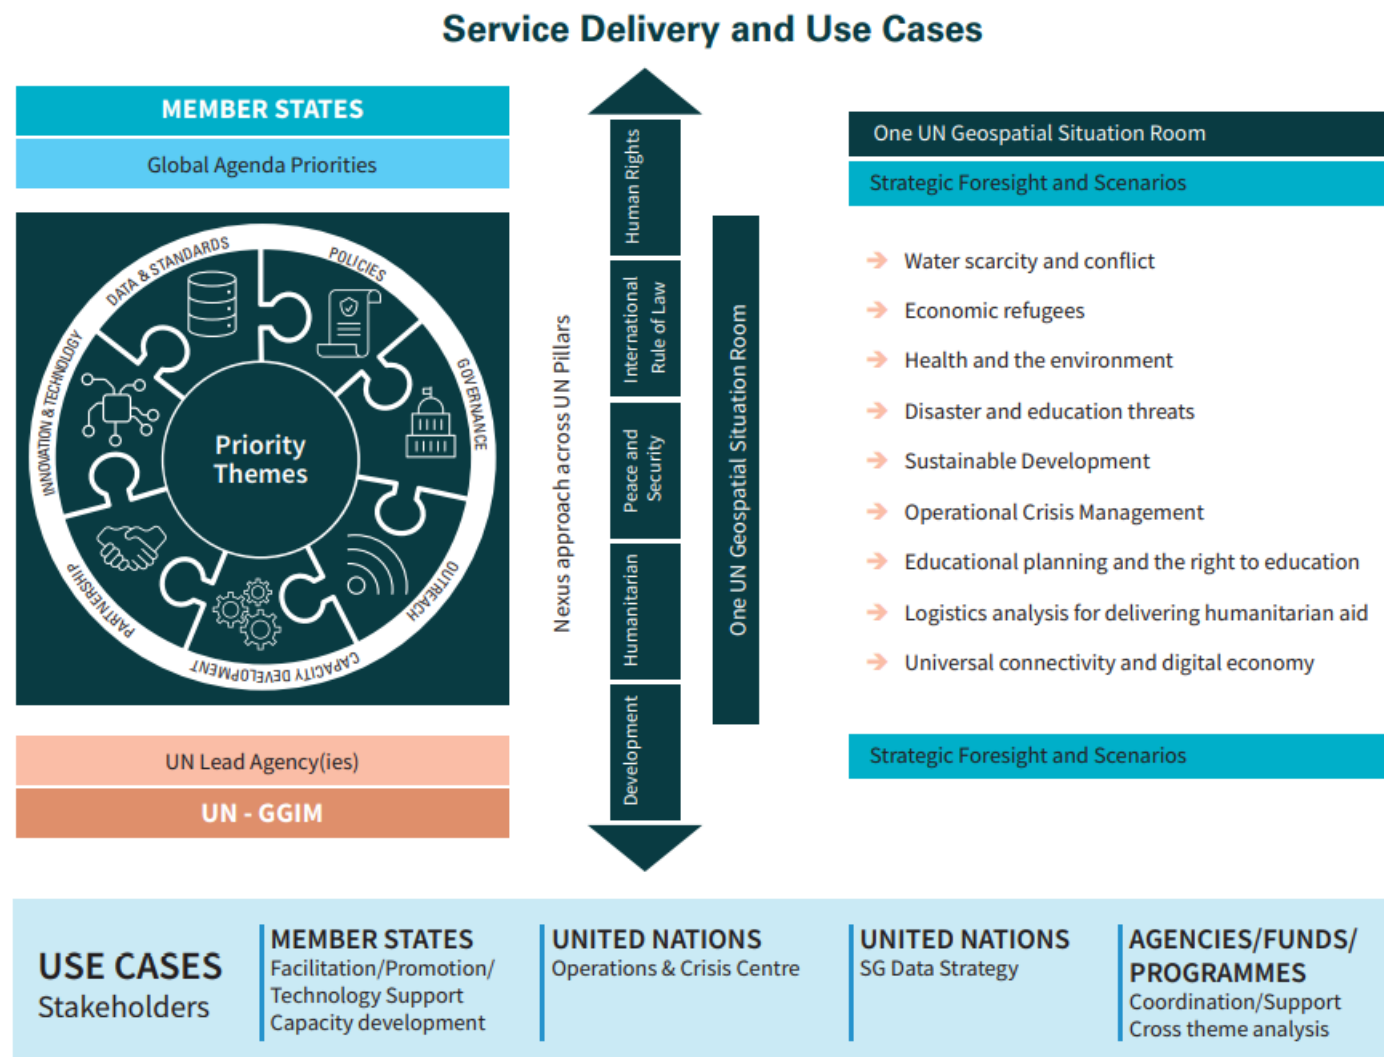 Service Delivery and Use Cases
MEMBER STATES
Global Agenda Priorities
DATA & STANDARDS
POLICIES
GOVERNANCE
OUTREACH
CAPACITY DEVELOPMENT
PARTNERSHIP
INNOVATION & TECHNOLOGY
Priority
Themes
UN Lead Agency(ies)
UN - GGIM
Nexus approach across UN Pillars
Human Rights
International
Rule of Law
Peace and
Security
Humanitarian
Development
One UN Geospatial Situation Room
One UN Geospatial Situation Room
Strategic Foresight and Scenarios
Water scarcity and conflict
Economic refugees
Health and the environment
Disaster and education threats
Sustainable Development
Operational Crisis Management
Educational planning and the right to education
Logistics analysis for delivering humanitarian aid
Universal connectivity and digital economy
Strategic Foresight and Scenarios
USE CASES
Stakeholders
MEMBER STATES
Facilitation/Promotion/
Technology Support
Capacity development
UNITED NATIONS
Operations & Crisis Centre
UNITED NATIONS
SG Data Strategy
AGENCIES/FUNDS/
PROGRAMMES
Coordination/Support
Cross theme analysis